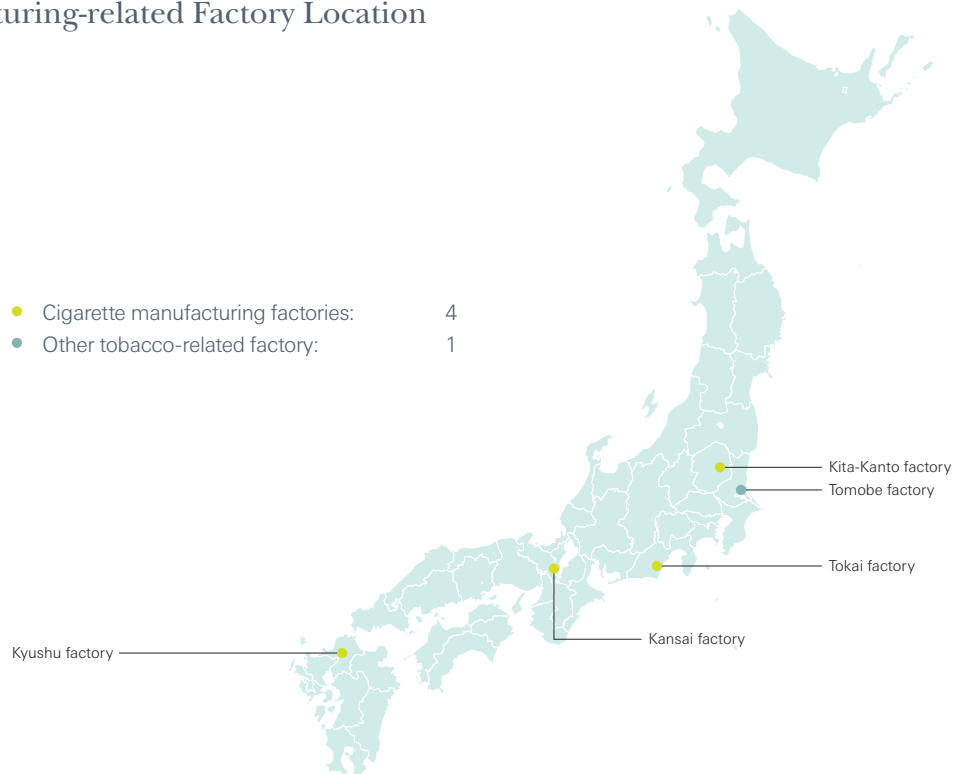 turing-related Factory Location
Cigarette manufacturing factories: 4
Other tobacco-related factory: 1
Kita-Kanto factory
Tomobe factory
Tokai factory
Kansai factory
Kyushu factory